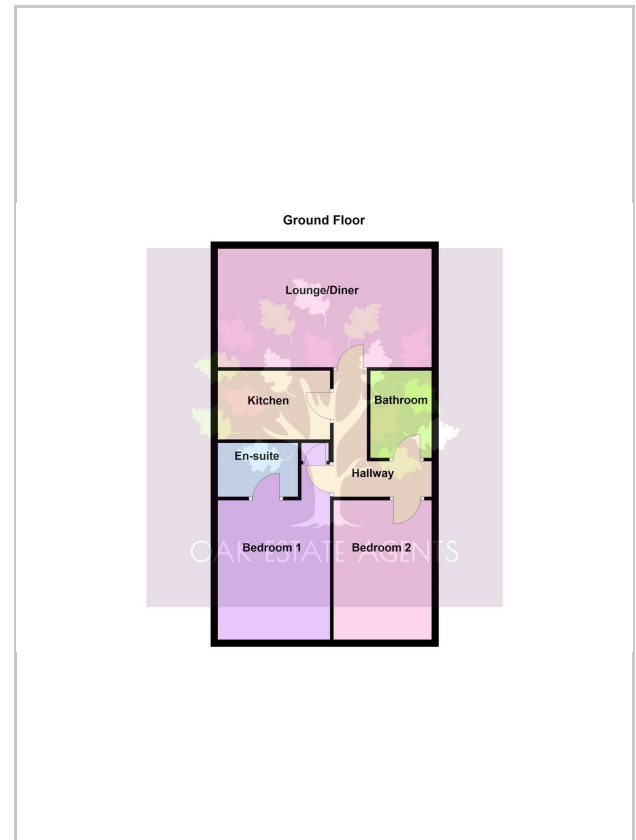 Ground Floor
Lounge/Diner
Kitchen
Bathroom
En-suite
Hallway
Bedroom 1
Bedroom 2
OAK ESTATE AGENTS